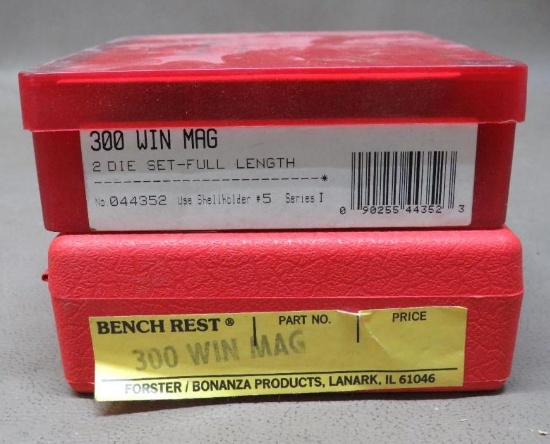 300 WIN MAG
2 DIE SET-FULL LENGTH
--------------------------------*
No. 044352 Use Shellholder #5 Series I
0 90255 44352 3
BENCH REST® PART NO. PRICE
300 WIN MAG
FORSTER / BONANZA PRODUCTS, LANARK, IL 61046